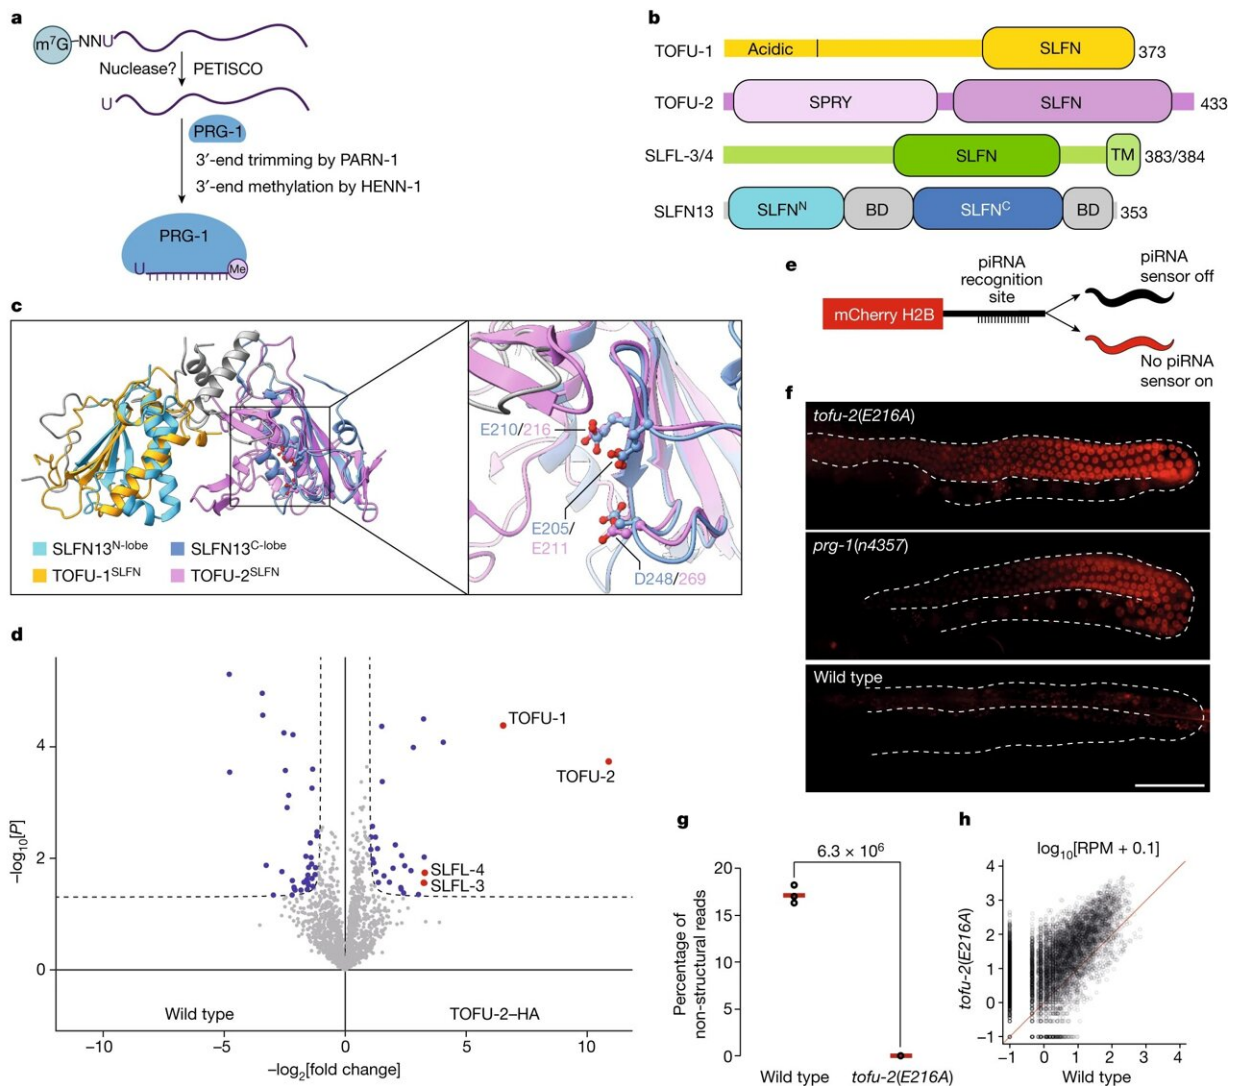 a
m⁷G
NNU
Nuclease? PETISCO
U
PRG-1
3′-end trimming by PARN-1
3′-end methylation by HENN-1
PRG-1
U
Me
b
TOFU-1 Acidic SLFN 373
TOFU-2 SPRY SLFN 433
SLFL-3/4 SLFN TM 383/384
SLFN13 SLFNᴺ BD SLFNᶜ BD 353
c
SLFN13ᴺ⁻ˡᵒᵇᵉ SLFN13ᶜ⁻ˡᵒᵇᵉ
TOFU-1ˢᴸᶠᴺ TOFU-2ˢᴸᶠᴺ
E210/216
E205/
E211
D248/269
d
−log₁₀[P]
4
2
0
TOFU-1
TOFU-2
SLFL-4
SLFL-3
Wild type TOFU-2–HA
−10 −5 0 5 10
−log₂[fold change]
e
mCherry H2B
piRNA
recognition
site
piRNA
sensor off
No piRNA
sensor on
f
tofu-2(E216A)
prg-1(n4357)
Wild type
g
6.3 × 10⁶
Percentage of
non-structural reads
20
15
10
5
0
Wild type tofu-2(E216A)
h
log₁₀[RPM + 0.1]
tofu-2(E216A)
4
3
2
1
0
−1
−1 0 1 2 3 4
Wild type